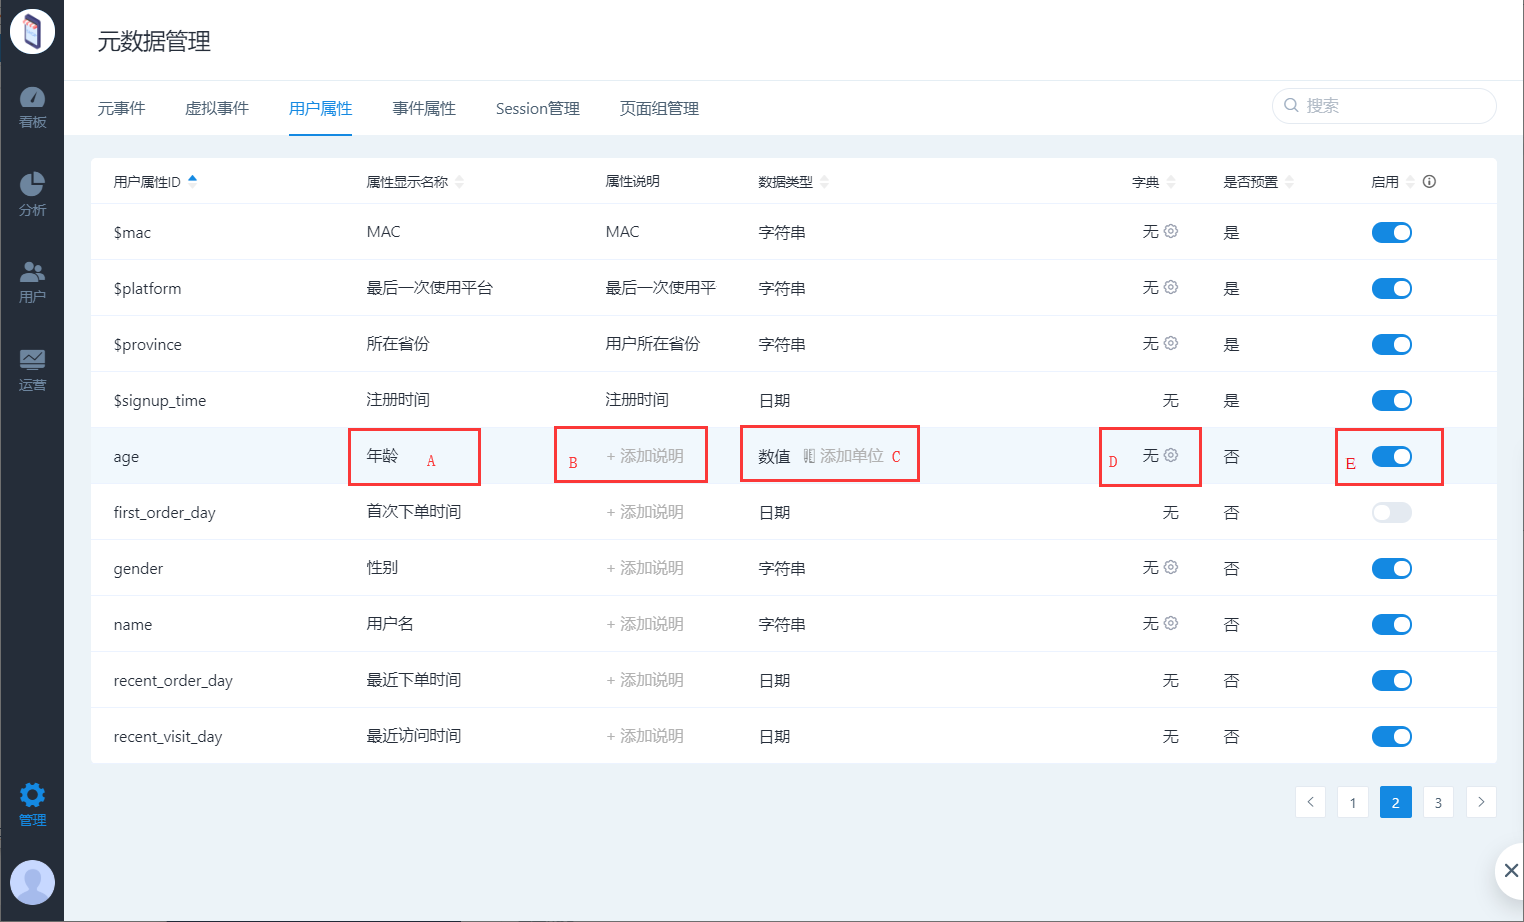 元数据管理
元事件 虚拟事件 用户属性 事件属性 Session管理 页面组管理 搜索
看板
分析
用户
运营
管理
用户属性ID 属性显示名称 属性说明 数据类型 字典 是否预置 启用
$mac MAC MAC 字符串 无 是
$platform 最后一次使用平台 最后一次使用平 字符串 无 是
$province 所在省份 用户所在省份 字符串 无 是
$signup_time 注册时间 注册时间 日期 无 是
age 年龄 A B + 添加说明 数值 添加单位 C D 无 否 E
first_order_day 首次下单时间 + 添加说明 日期 无 否
gender 性别 + 添加说明 字符串 无 否
name 用户名 + 添加说明 字符串 无 否
recent_order_day 最近下单时间 + 添加说明 日期 无 否
recent_visit_day 最近访问时间 + 添加说明 日期 无 否
1 2 3